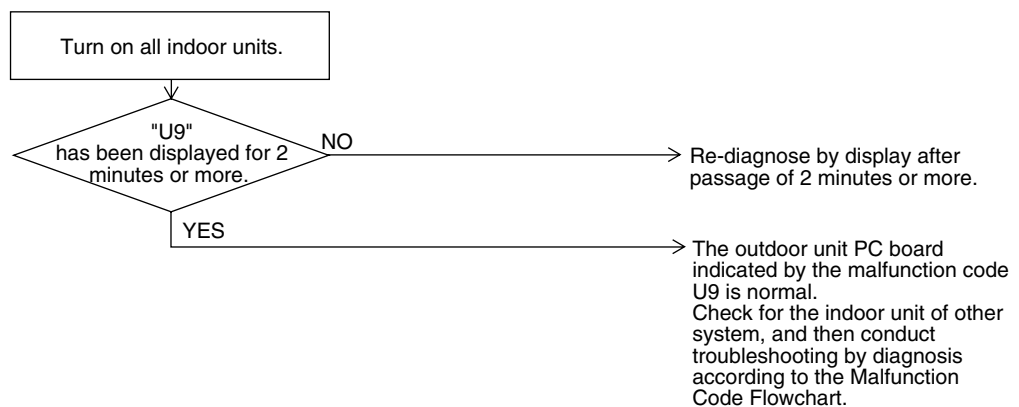 Turn on all indoor units.
"U9"
has been displayed for 2
minutes or more.
NO
Re-diagnose by display after
passage of 2 minutes or more.
YES
The outdoor unit PC board
indicated by the malfunction code
U9 is normal.
Check for the indoor unit of other
system, and then conduct
troubleshooting by diagnosis
according to the Malfunction
Code Flowchart.